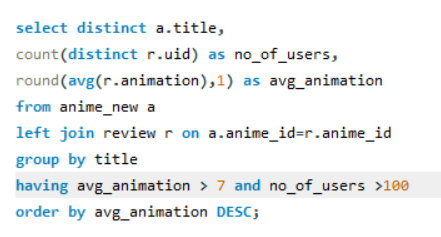 select distinct a.title,
count(distinct r.uid) as no_of_users,
round(avg(r.animation),1) as avg_animation
from anime_new a
left join review r on a.anime_id=r.anime_id
group by title
having avg_animation > 7 and no_of_users >100
order by avg_animation DESC;